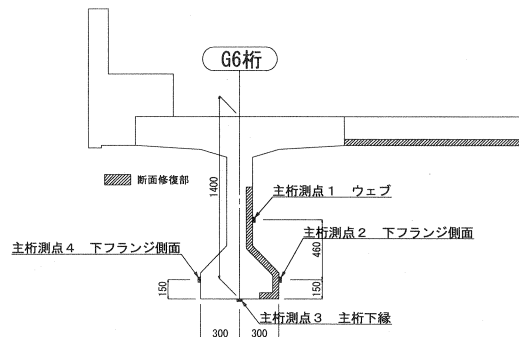 G6桁
断面修復部
1400
主桁測点1 ウェブ
主桁測点4 下フランジ側面
主桁測点2 下フランジ側面
460
150
150
主桁測点3 主桁下縁
300
300